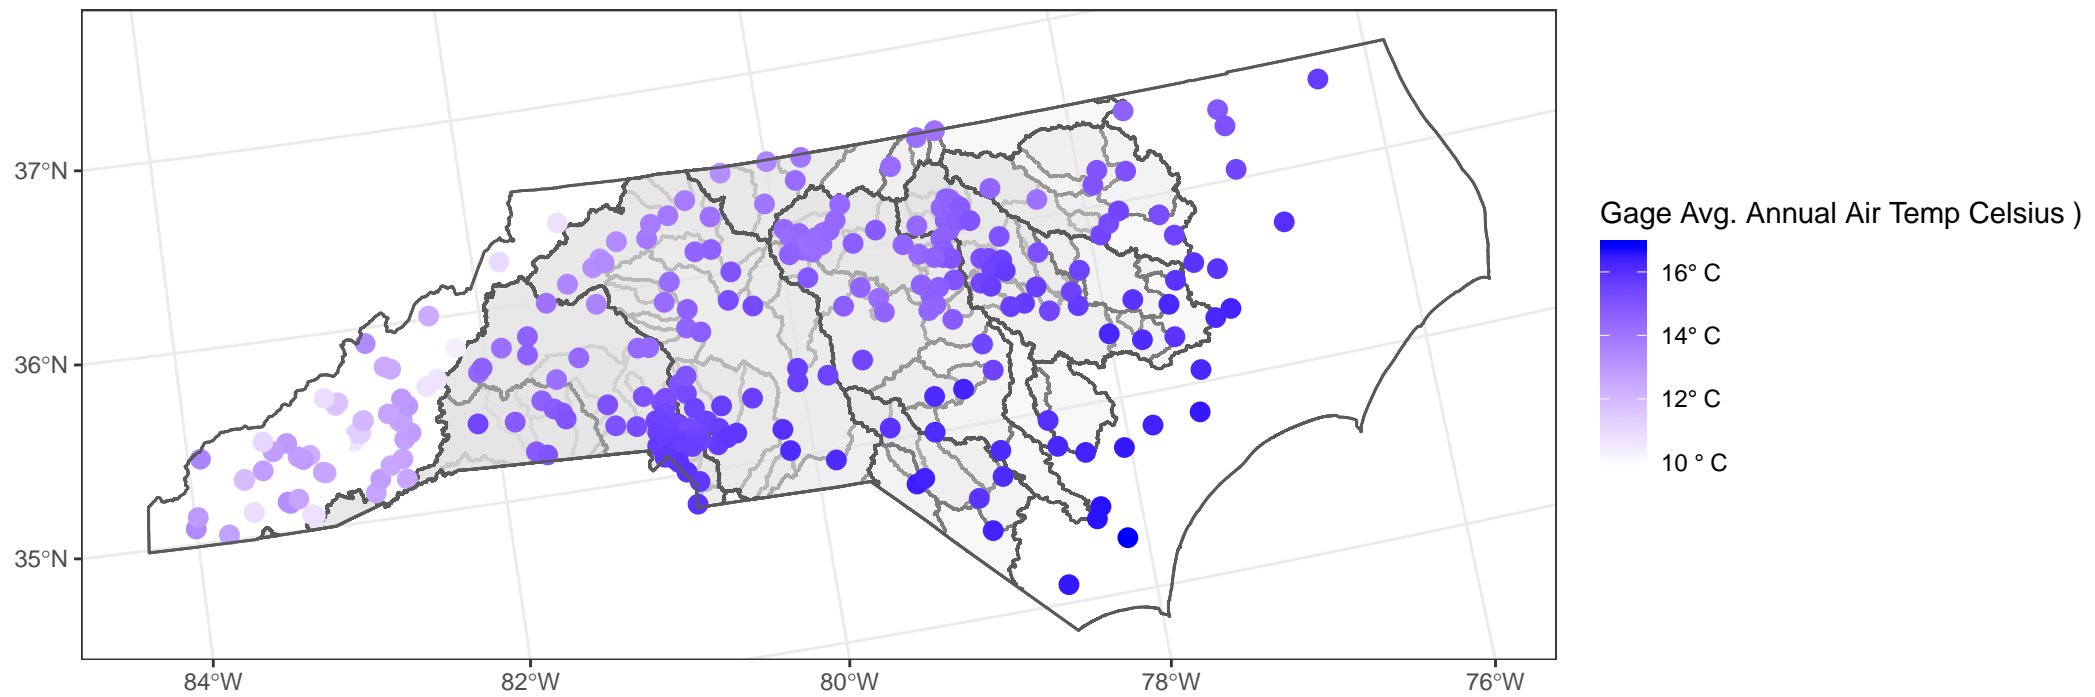 37°N
36°N
35°N
84°W
82°W
80°W
78°W
76°W
Gage Avg. Annual Air Temp Celsius )
16° C
14° C
12° C
10 ° C